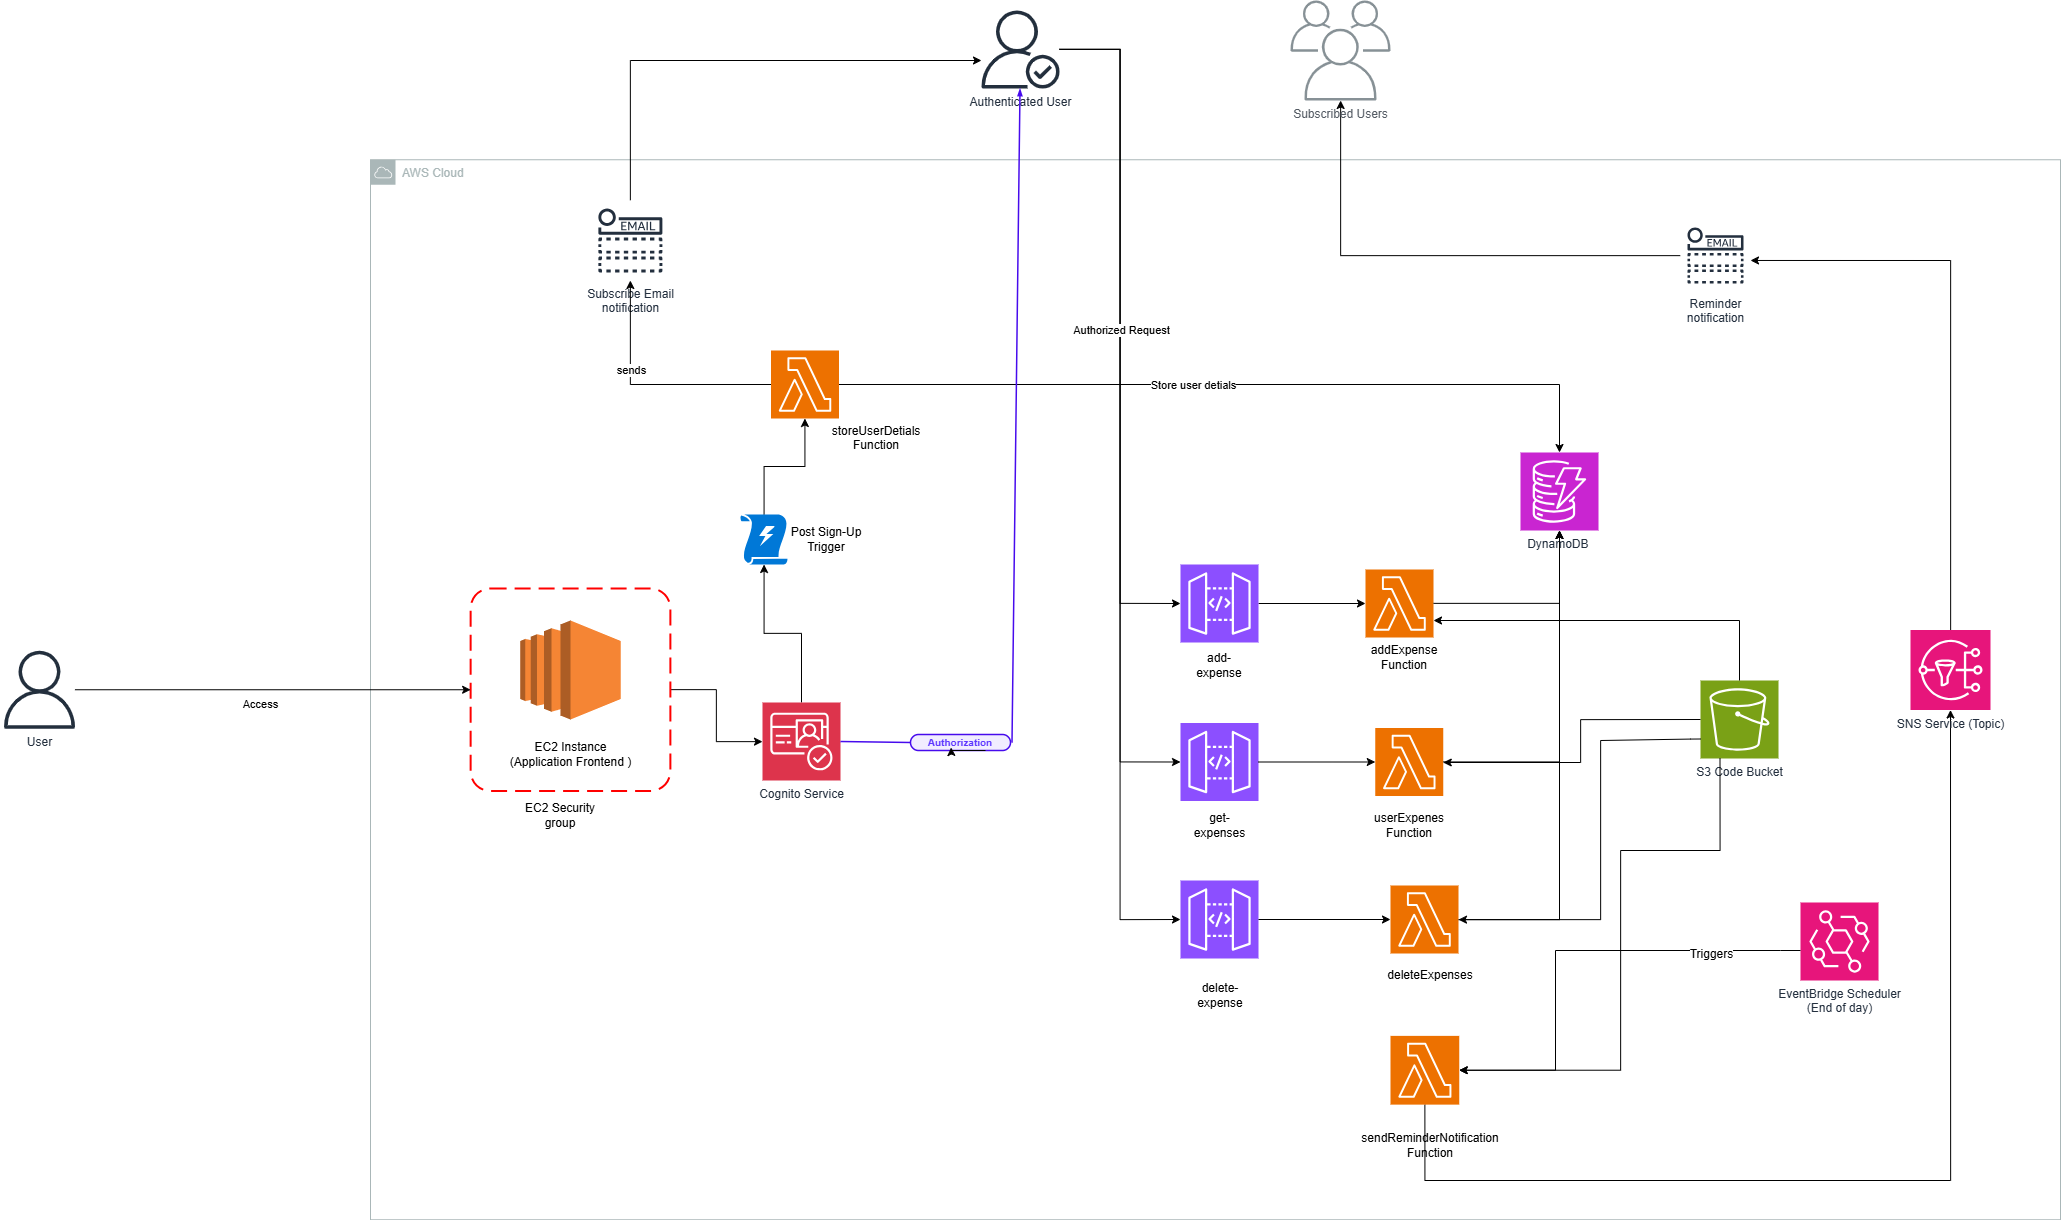 Authenticated User
Subscribed Users
AWS Cloud
EMAIL
Subscribe Email
notification
EMAIL
Reminder
notification
Authorized Request
sends
Store user detials
storeUserDetials
Function
Post Sign-Up
Trigger
DynamoDB
add-
expense
addExpense
Function
User
Access
EC2 Instance
(Application Frontend )
EC2 Security
group
Authorization
Cognito Service
SNS Service (Topic)
S3 Code Bucket
get-
expenses
userExpenes
Function
delete-
expense
deleteExpenses
Triggers
EventBridge Scheduler
(End of day)
sendReminderNotification
Function